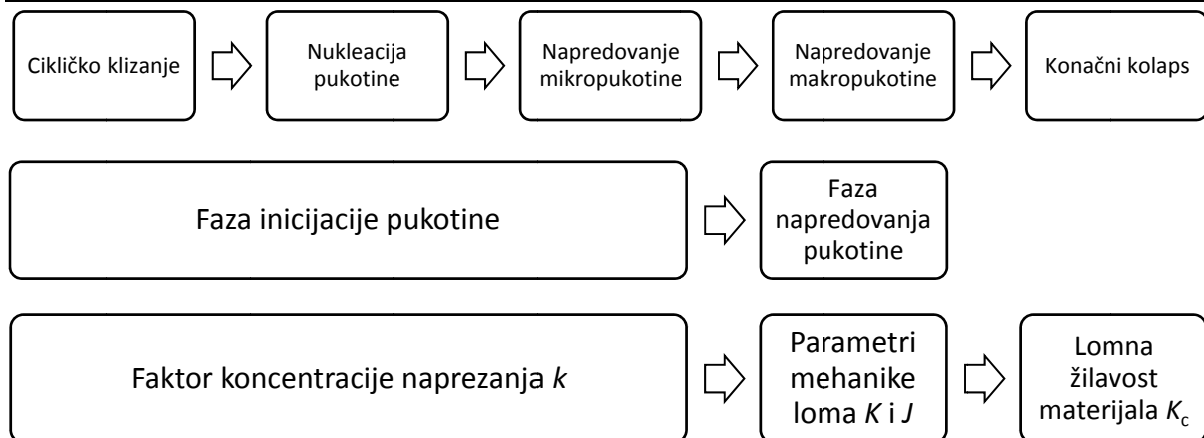 Cikličko klizanje
Nukleacija
pukotine
Napredovanje
mikropukotine
Napredovanje
makropukotine
Konačni kolaps
Faza inicijacije pukotine
Faza
napredovanja
pukotine
Faktor koncentracije naprezanja k
Parametri
mehanike
loma K i J
Lomna
žilavost
materijala Kc